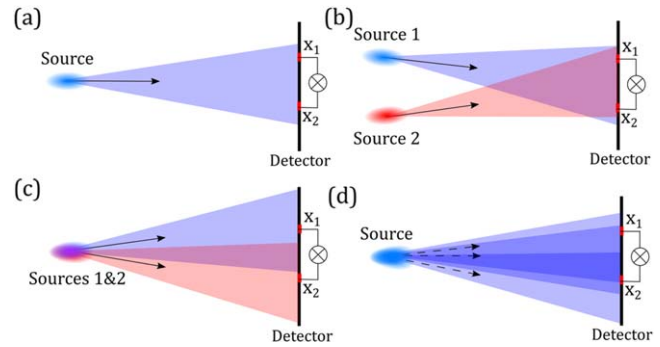 (a)
Source
x1
x2
Detector
(b)
Source 1
Source 2
x1
x2
Detector
(c)
Sources 1&2
x1
x2
Detector
(d)
Source
x1
x2
Detector